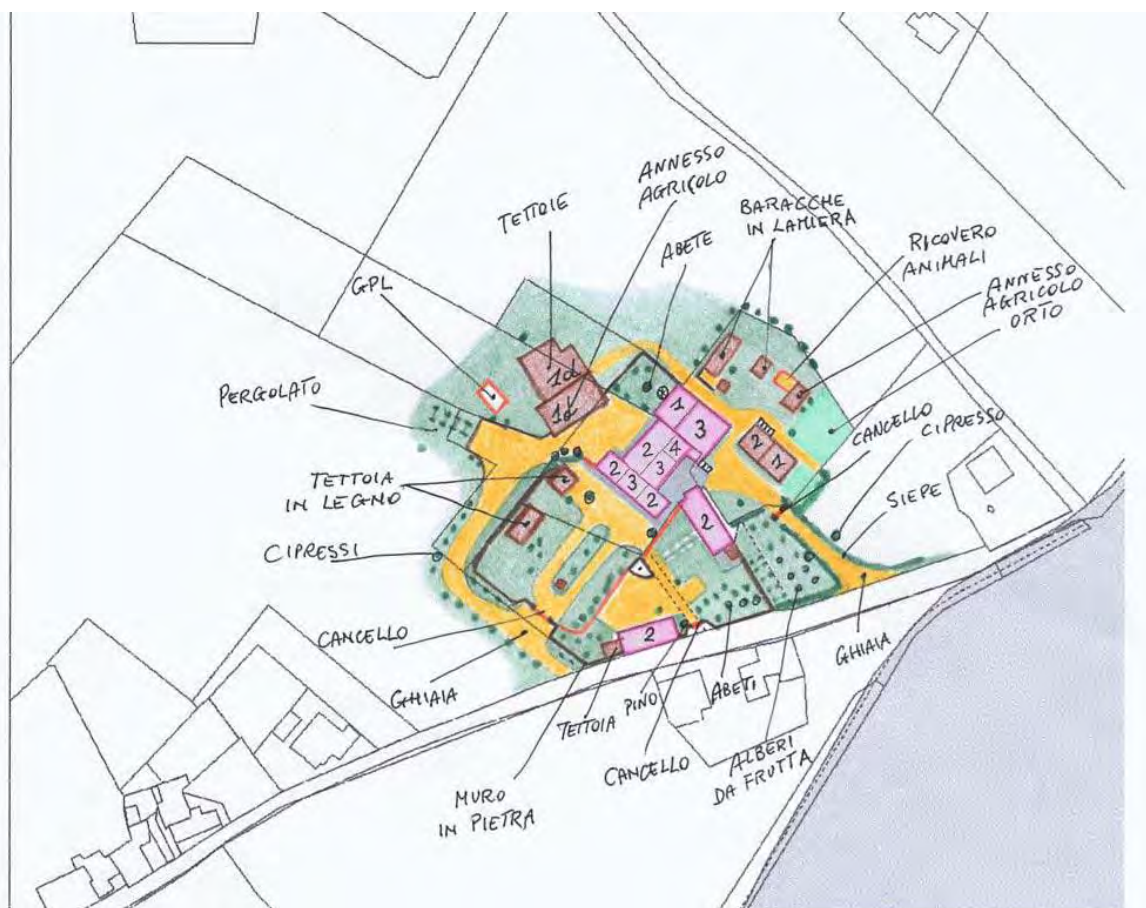 ANNESSO
AGRICOLO
TETTOIE
ABETE
BARACCHE
IN LAMIERA
RICOVERO
ANIMALI
ANNESSO
AGRICOLO
ORTO
GPL
PERGOLATO
CANCELLO
CIPRESSO
SIEPE
TETTOIA
IN LEGNO
CIPRESSI
CANCELLO
GHIAIA
1d
1d
1
3
2
4
3
2
3
2
2
1
2
2
TETTOIA
PINO
ABETI
GHIAIA
CANCELLO
ALBERI
DA FRUTTA
MURO
IN PIETRA